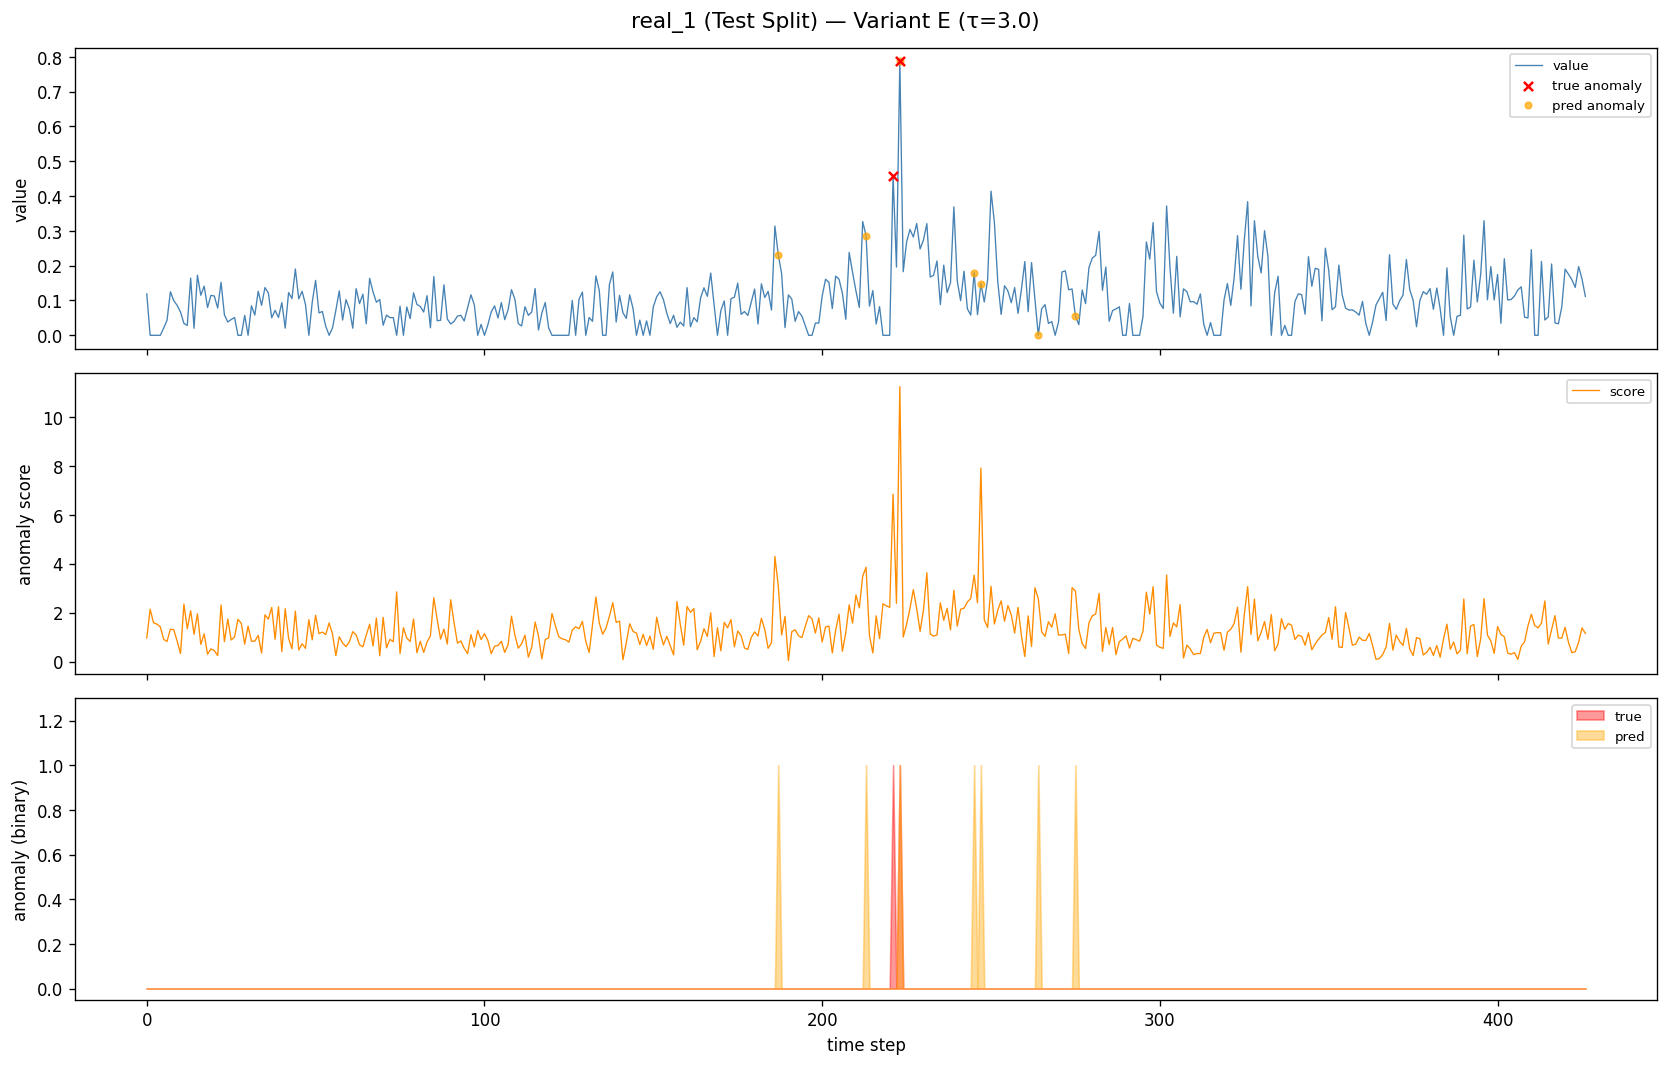 real_1 (Test Split) — Variant E (τ=3.0)
value
0.8
0.7
0.6
0.5
0.4
0.3
0.2
0.1
0.0
value
true anomaly
pred anomaly
anomaly score
10
8
6
4
2
0
score
anomaly (binary)
1.2
1.0
0.8
0.6
0.4
0.2
0.0
true
pred
0 100 200 300 400
time step